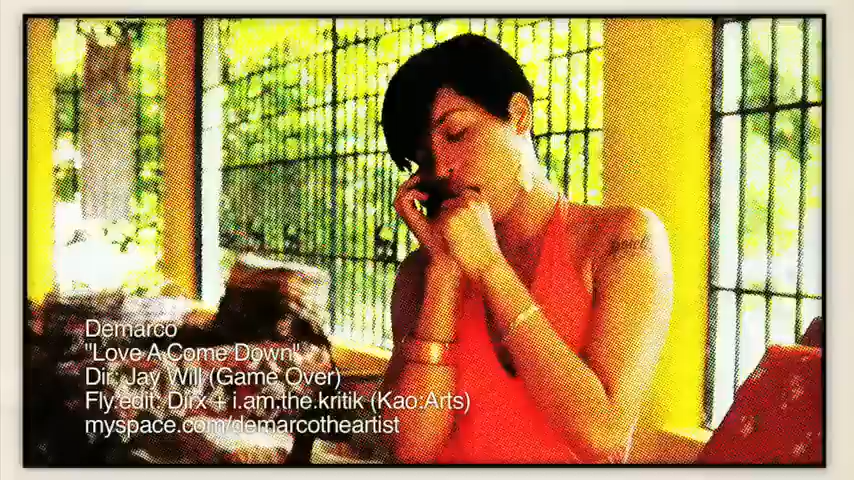 Demarco
"Love A Come Down"
Dir: Jay Will (Game Over)
Fly.edit: Dirx + i.am.the.kritik (Kao:Arts)
myspace.com/demarcotheartist